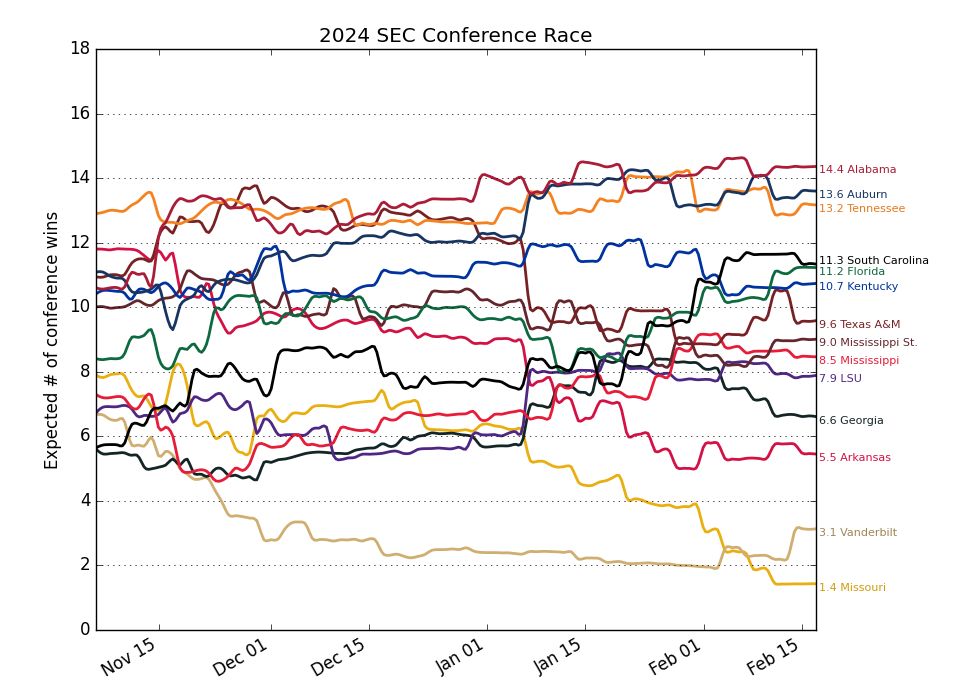 2024 SEC Conference Race
Expected # of conference wins
18
16
14
12
10
8
6
4
2
0
14.4 Alabama
13.6 Auburn
13.2 Tennessee
11.3 South Carolina
11.2 Florida
10.7 Kentucky
9.6 Texas A&M
9.0 Mississippi St.
8.5 Mississippi
7.9 LSU
6.6 Georgia
5.5 Arkansas
3.1 Vanderbilt
1.4 Missouri
Nov 15
Dec 01
Dec 15
Jan 01
Jan 15
Feb 01
Feb 15